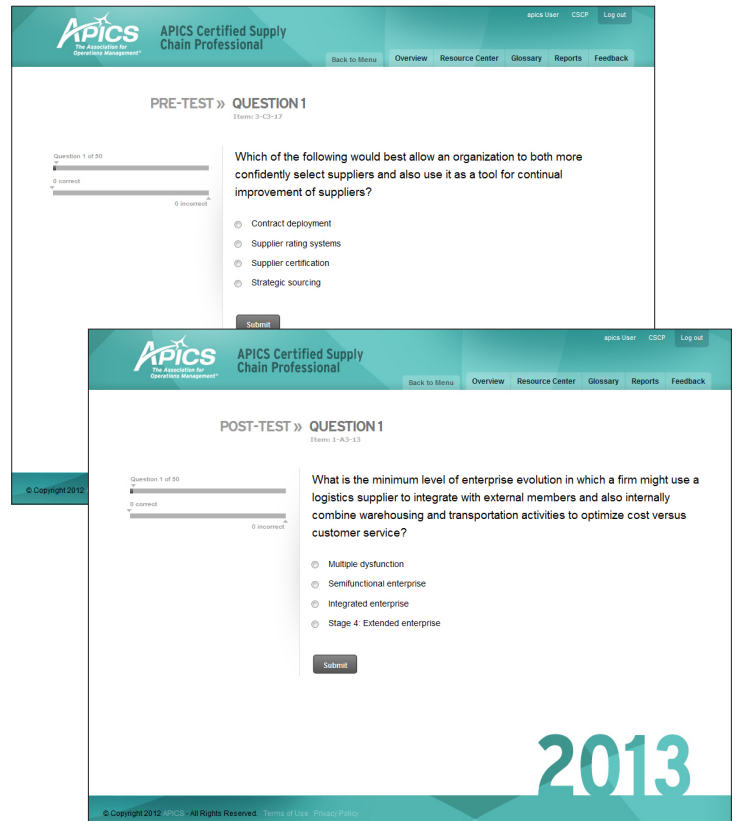 apics User CSCP Log out
APICS
The Association for
Operations Management®
APICS Certified Supply
Chain Professional
Back to Menu Overview Resource Center Glossary Reports Feedback
PRE-TEST » QUESTION 1
Item: 3-C3-17
Question 1 of 50
0 correct
0 incorrect
Which of the following would best allow an organization to both more
confidently select suppliers and also use it as a tool for continual
improvement of suppliers?
Contract deployment
Supplier rating systems
Supplier certification
Strategic sourcing
Submit
© Copyright 2012
apics User CSCP Log out
APICS
The Association for
Operations Management®
APICS Certified Supply
Chain Professional
Back to Menu Overview Resource Center Glossary Reports Feedback
POST-TEST » QUESTION 1
Item: 1-A3-13
Question 1 of 50
0 correct
0 incorrect
What is the minimum level of enterprise evolution in which a firm might use a
logistics supplier to integrate with external members and also internally
combine warehousing and transportation activities to optimize cost versus
customer service?
Multiple dysfunction
Semifunctional enterprise
Integrated enterprise
Stage 4: Extended enterprise
Submit
2013
© Copyright 2012 APICS - All Rights Reserved. Terms of Use Privacy Policy